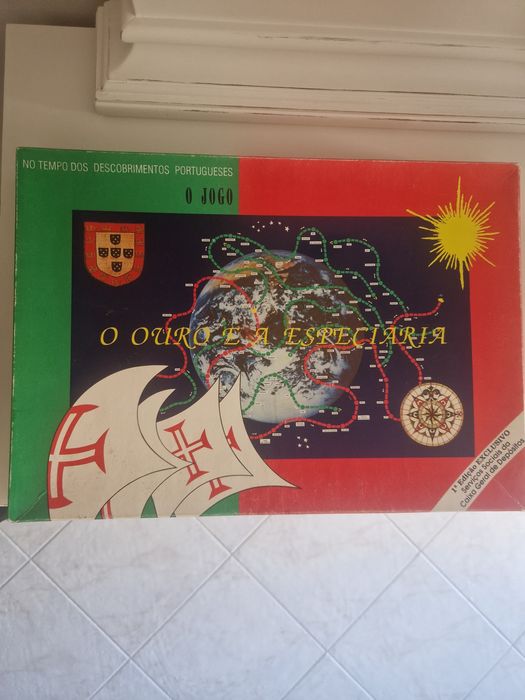 NO TEMPO DOS DESCOBRIMENTOS PORTUGUESES
O JOGO
O OURO E A ESPECIARIA
1ª Edição EXCLUSIVO
Serviços Sociais da
Caixa Geral de Depósitos